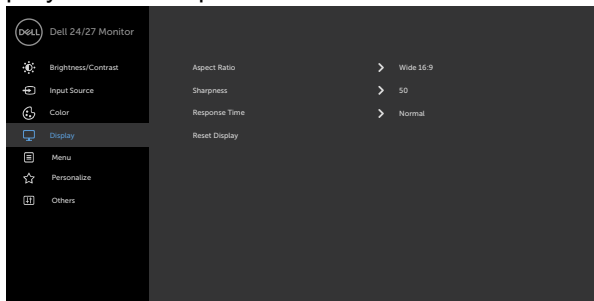 DELL Dell 24/27 Monitor
Brightness/Contrast Aspect Ratio Wide 16:9
Input Source Sharpness 50
Color Response Time Normal
Display Reset Display
Menu
Personalize
Others